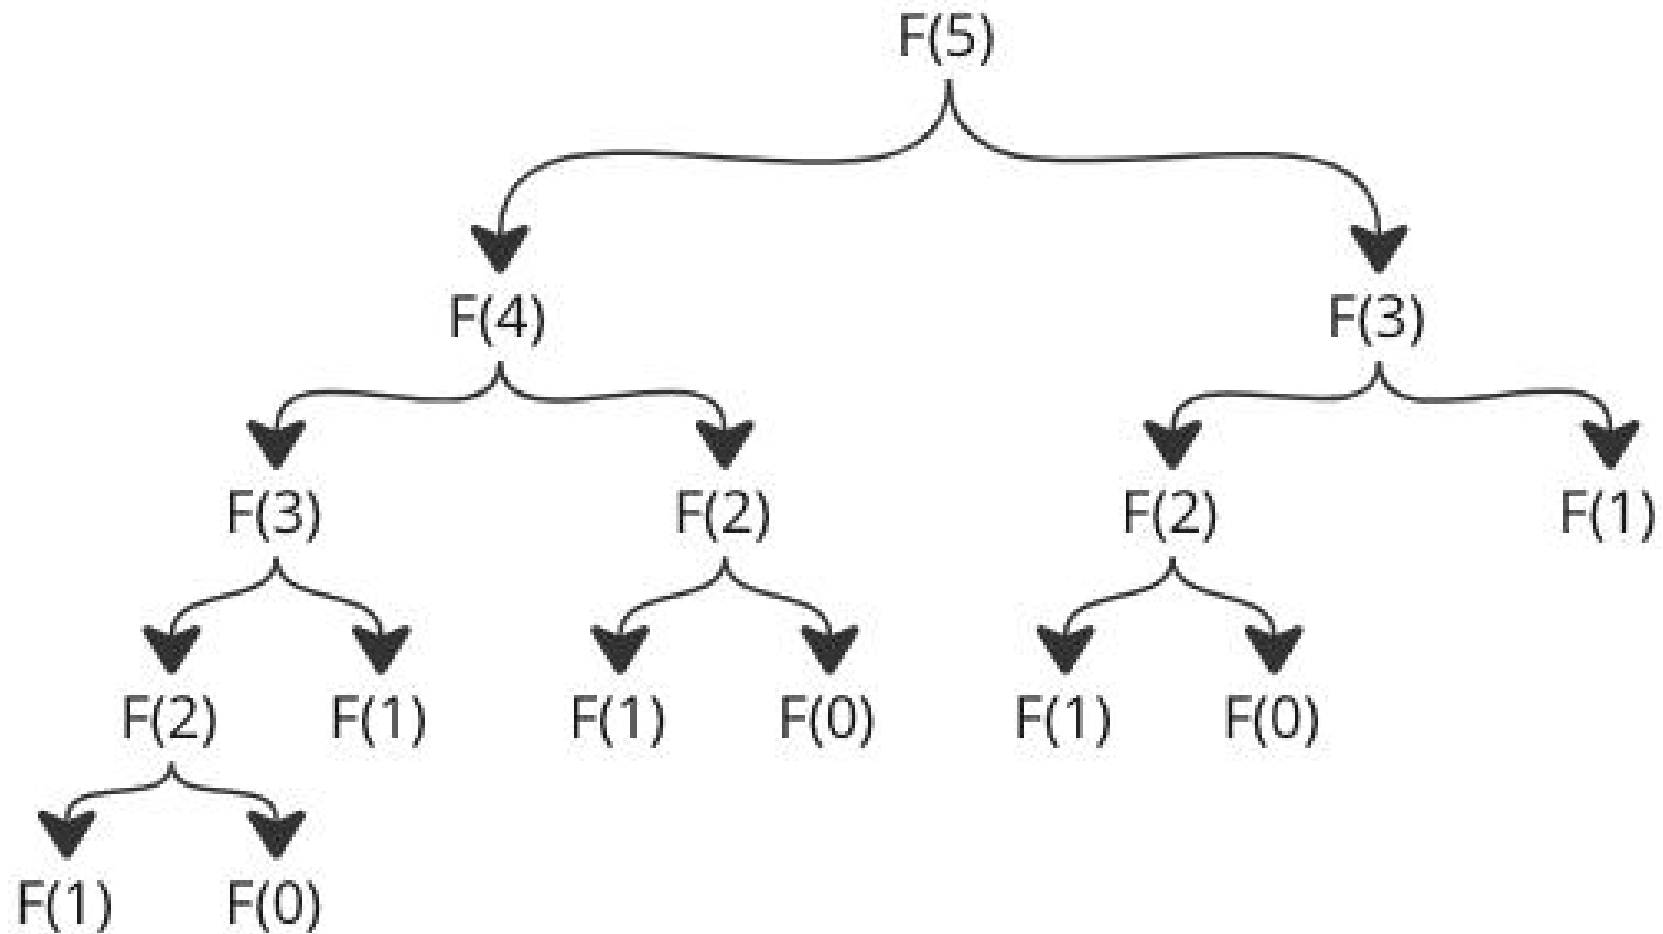 F(5)
F(4) F(3)
F(3) F(2) F(2) F(1)
F(2) F(1) F(1) F(0) F(1) F(0)
F(1) F(0)